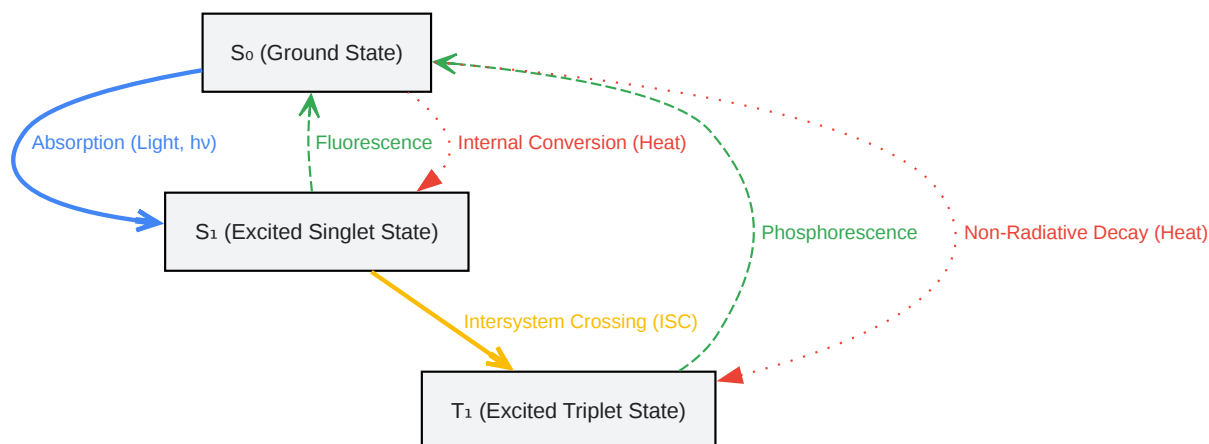 S₀ (Ground State)
Absorption (Light, hν)
Fluorescence
Internal Conversion (Heat)
S₁ (Excited Singlet State)
Phosphorescence
Non-Radiative Decay (Heat)
Intersystem Crossing (ISC)
T₁ (Excited Triplet State)